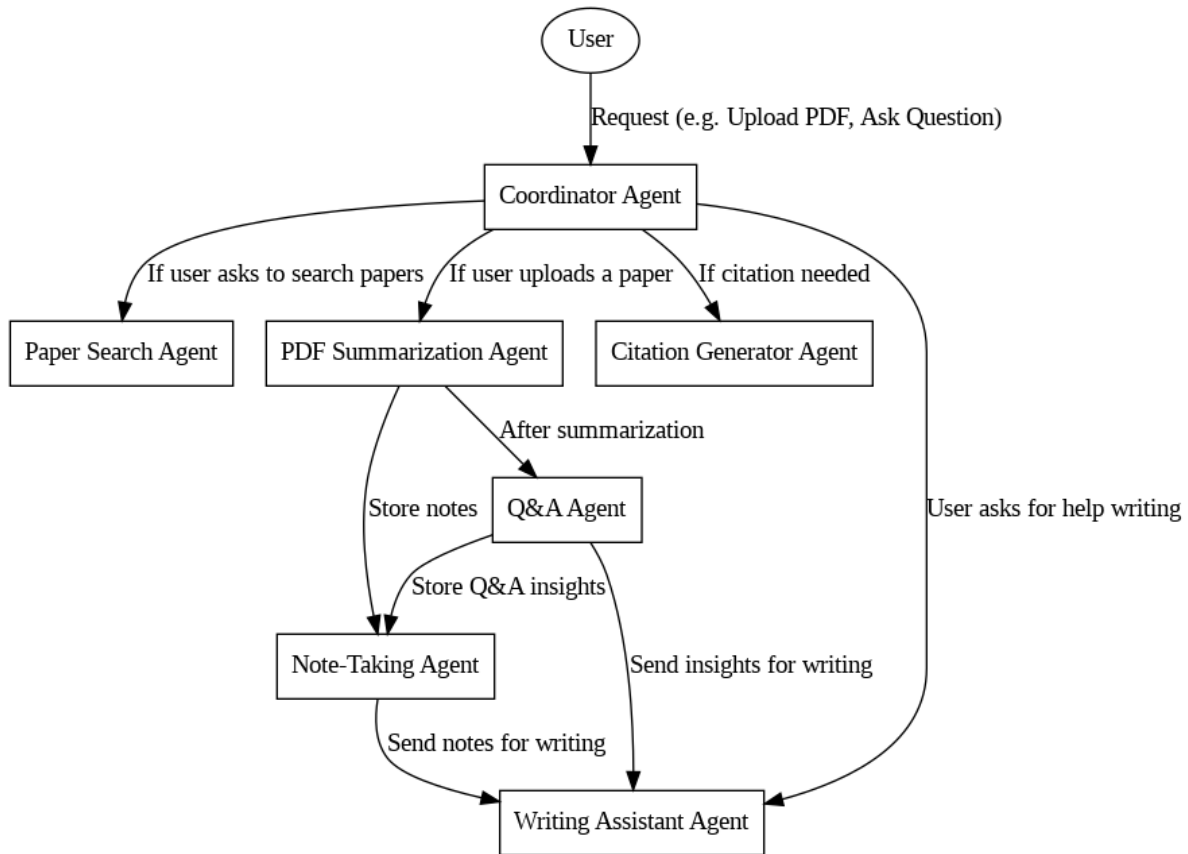 User
Request (e.g. Upload PDF, Ask Question)
Coordinator Agent
If user asks to search papers
If user uploads a paper
If citation needed
Paper Search Agent
PDF Summarization Agent
Citation Generator Agent
After summarization
Store notes
Q&A Agent
User asks for help writing
Store Q&A insights
Note-Taking Agent
Send insights for writing
Send notes for writing
Writing Assistant Agent